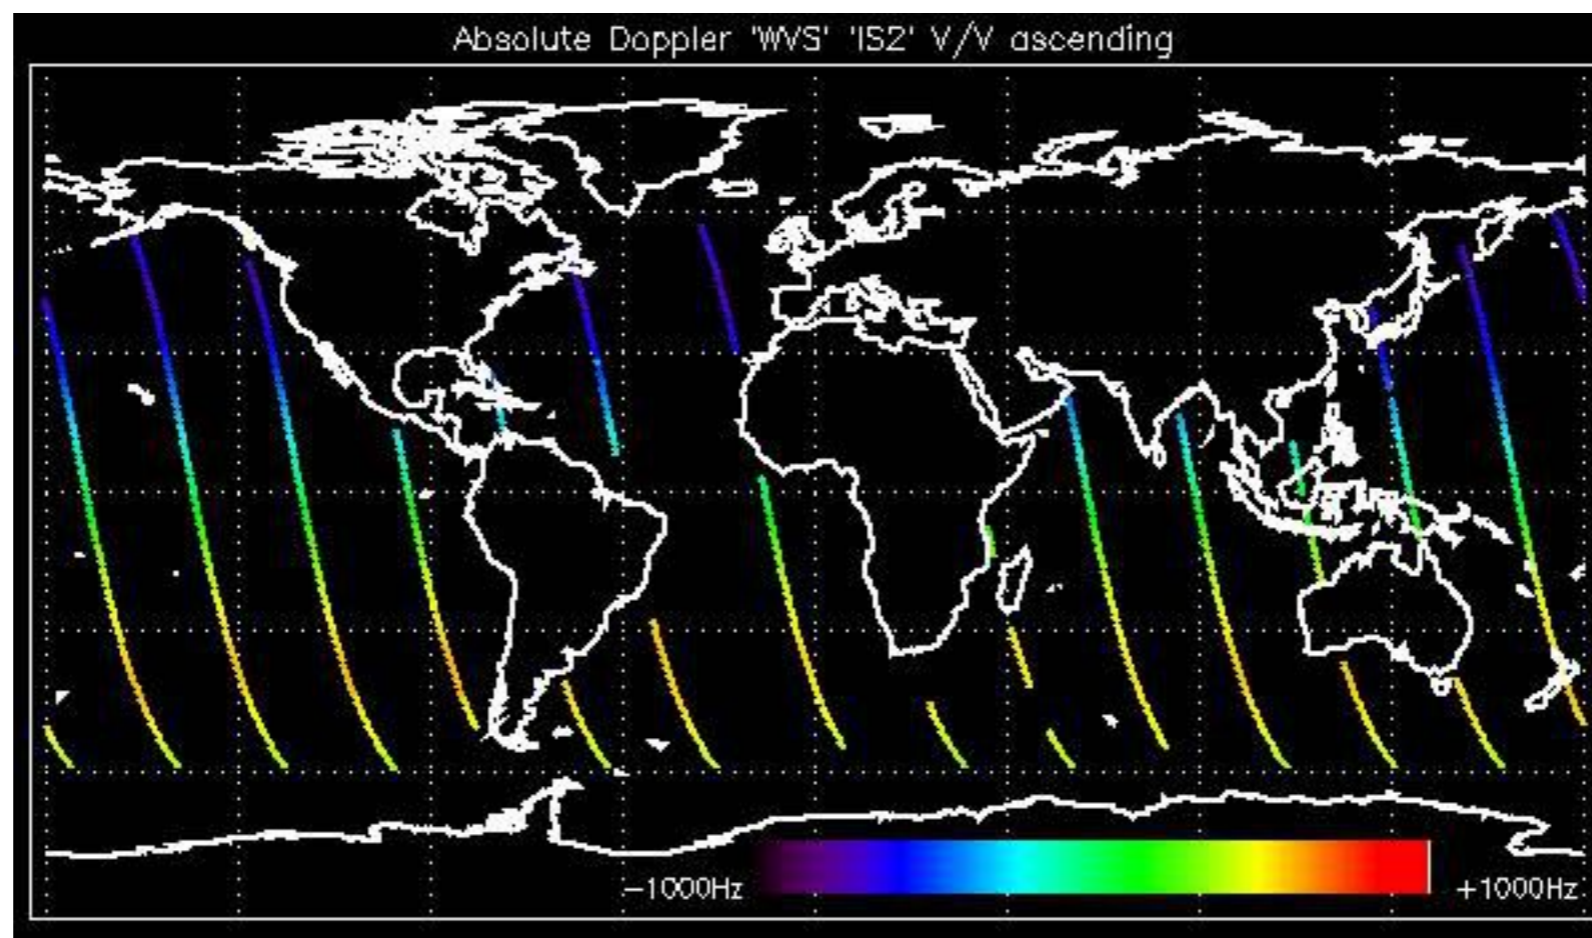 Absolute Doppler 'WVS' 'IS2' V/V ascending
-1000Hz +1000Hz